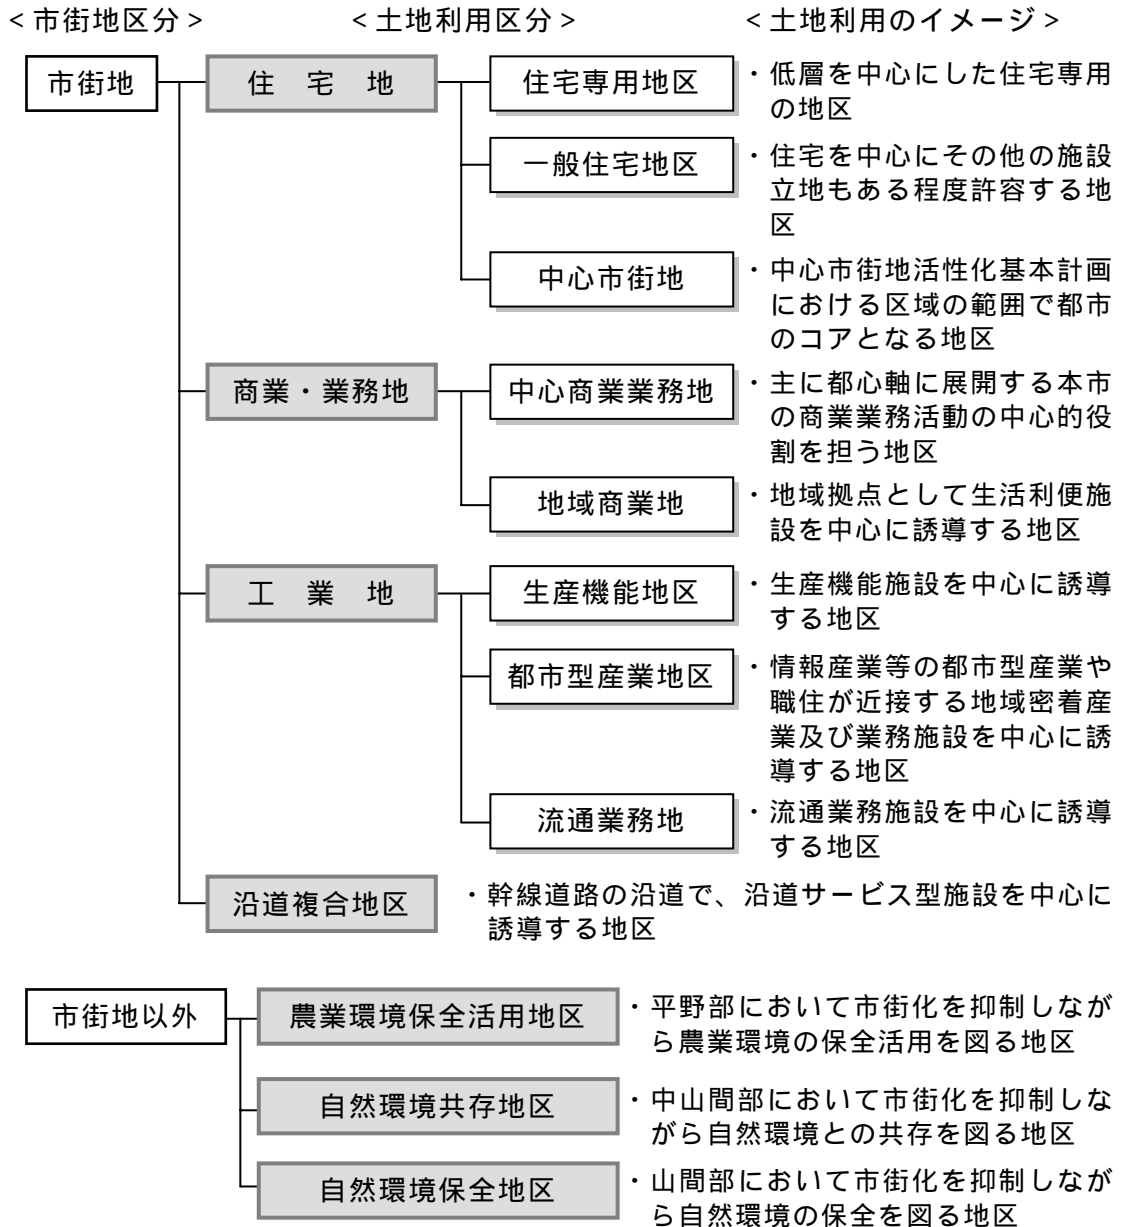 ＜市街地区分＞ ＜土地利用区分＞ ＜土地利用のイメージ＞
市街地 住宅地 住宅専用地区 ・低層を中心にした住宅専用
の地区
一般住宅地区 ・住宅を中心にその他の施設
立地もある程度許容する地
区
中心市街地 ・中心市街地活性化基本計画
における区域の範囲で都市
のコアとなる地区
商業・業務地 中心商業業務地 ・主に都心軸に展開する本市
の商業業務活動の中心的役
割を担う地区
地域商業地 ・地域拠点として生活利便施
設を中心に誘導する地区
工業地 生産機能地区 ・生産機能施設を中心に誘導
する地区
都市型産業地区 ・情報産業等の都市型産業や
職住が近接する地域密着産
業及び業務施設を中心に誘
導する地区
流通業務地 ・流通業務施設を中心に誘導
する地区
沿道複合地区 ・幹線道路の沿道で、沿道サービス型施設を中心に
誘導する地区
市街地以外 農業環境保全活用地区 ・平野部において市街化を抑制しなが
ら農業環境の保全活用を図る地区
自然環境共存地区 ・中山間部において市街化を抑制しな
がら自然環境との共存を図る地区
自然環境保全地区 ・山間部において市街化を抑制しなが
ら自然環境の保全を図る地区